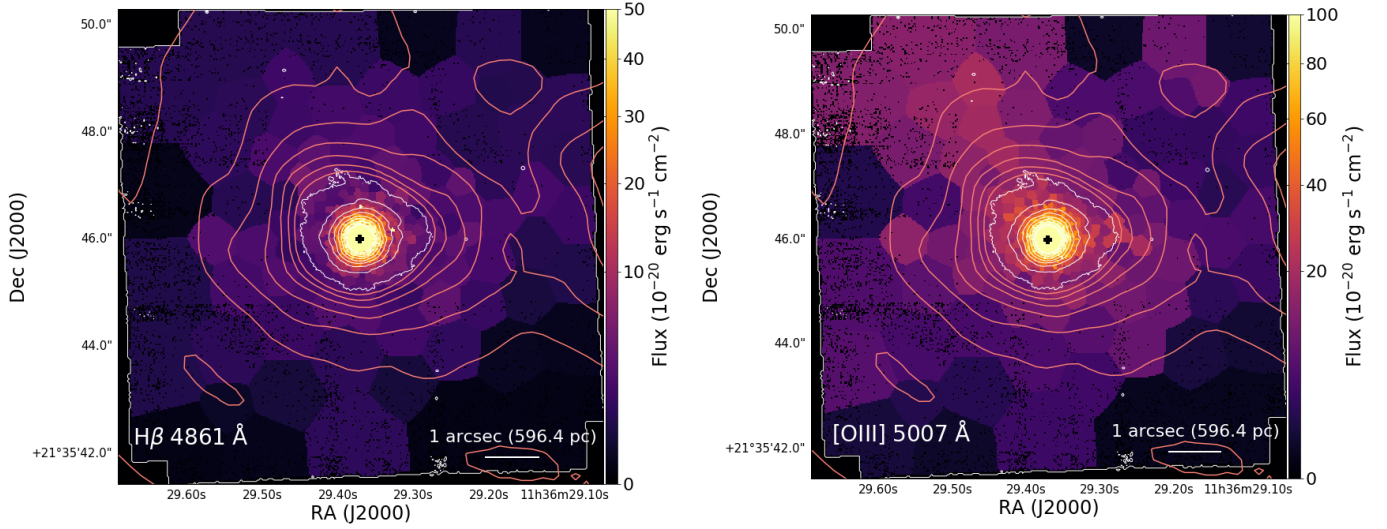 50.0"
48.0"
46.0"
44.0"
+21°35'42.0"
Dec (J2000)
Hβ 4861 Å
1 arcsec (596.4 pc)
29.60s 29.50s 29.40s 29.30s 29.20s 11h36m29.10s
RA (J2000)
50
40
30
20
10
0
Flux (10⁻²⁰ erg s⁻¹ cm⁻²)
50.0"
48.0"
46.0"
44.0"
+21°35'42.0"
Dec (J2000)
[OIII] 5007 Å
1 arcsec (596.4 pc)
29.60s 29.50s 29.40s 29.30s 29.20s 11h36m29.10s
RA (J2000)
100
80
60
40
20
0
Flux (10⁻²⁰ erg s⁻¹ cm⁻²)